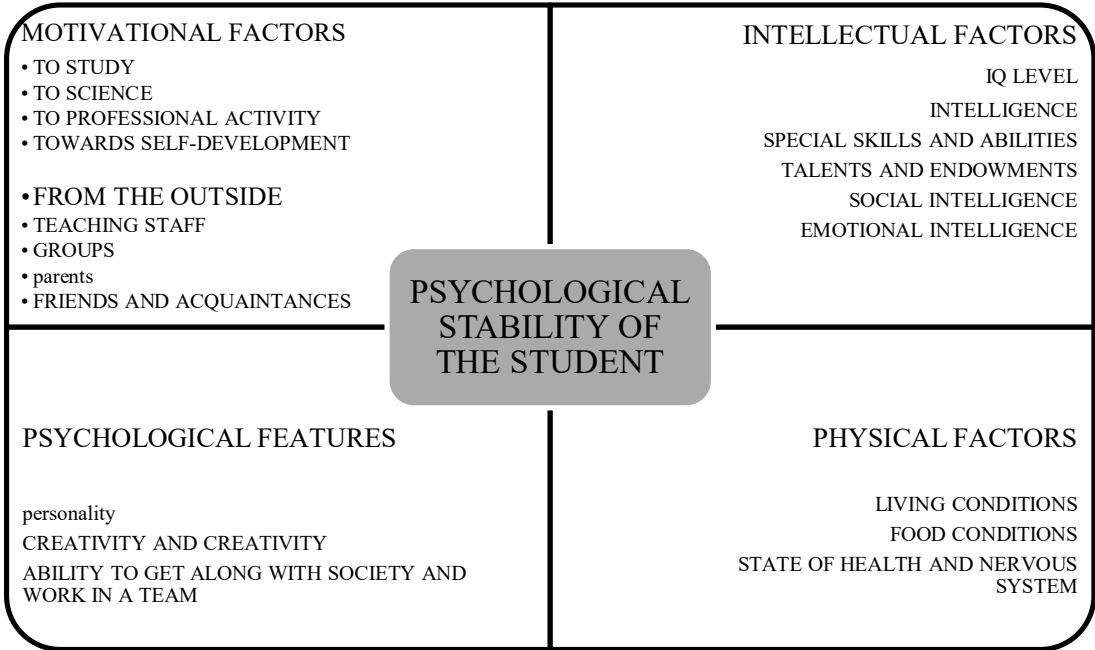 MOTIVATIONAL FACTORS
• TO STUDY
• TO SCIENCE
• TO PROFESSIONAL ACTIVITY
• TOWARDS SELF-DEVELOPMENT
• FROM THE OUTSIDE
• TEACHING STAFF
• GROUPS
• parents
• FRIENDS AND ACQUAINTANCES
INTELLECTUAL FACTORS
IQ LEVEL
INTELLIGENCE
SPECIAL SKILLS AND ABILITIES
TALENTS AND ENDOWMENTS
SOCIAL INTELLIGENCE
EMOTIONAL INTELLIGENCE
PSYCHOLOGICAL
STABILITY OF
THE STUDENT
PSYCHOLOGICAL FEATURES
personality
CREATIVITY AND CREATIVITY
ABILITY TO GET ALONG WITH SOCIETY AND
WORK IN A TEAM
PHYSICAL FACTORS
LIVING CONDITIONS
FOOD CONDITIONS
STATE OF HEALTH AND NERVOUS
SYSTEM